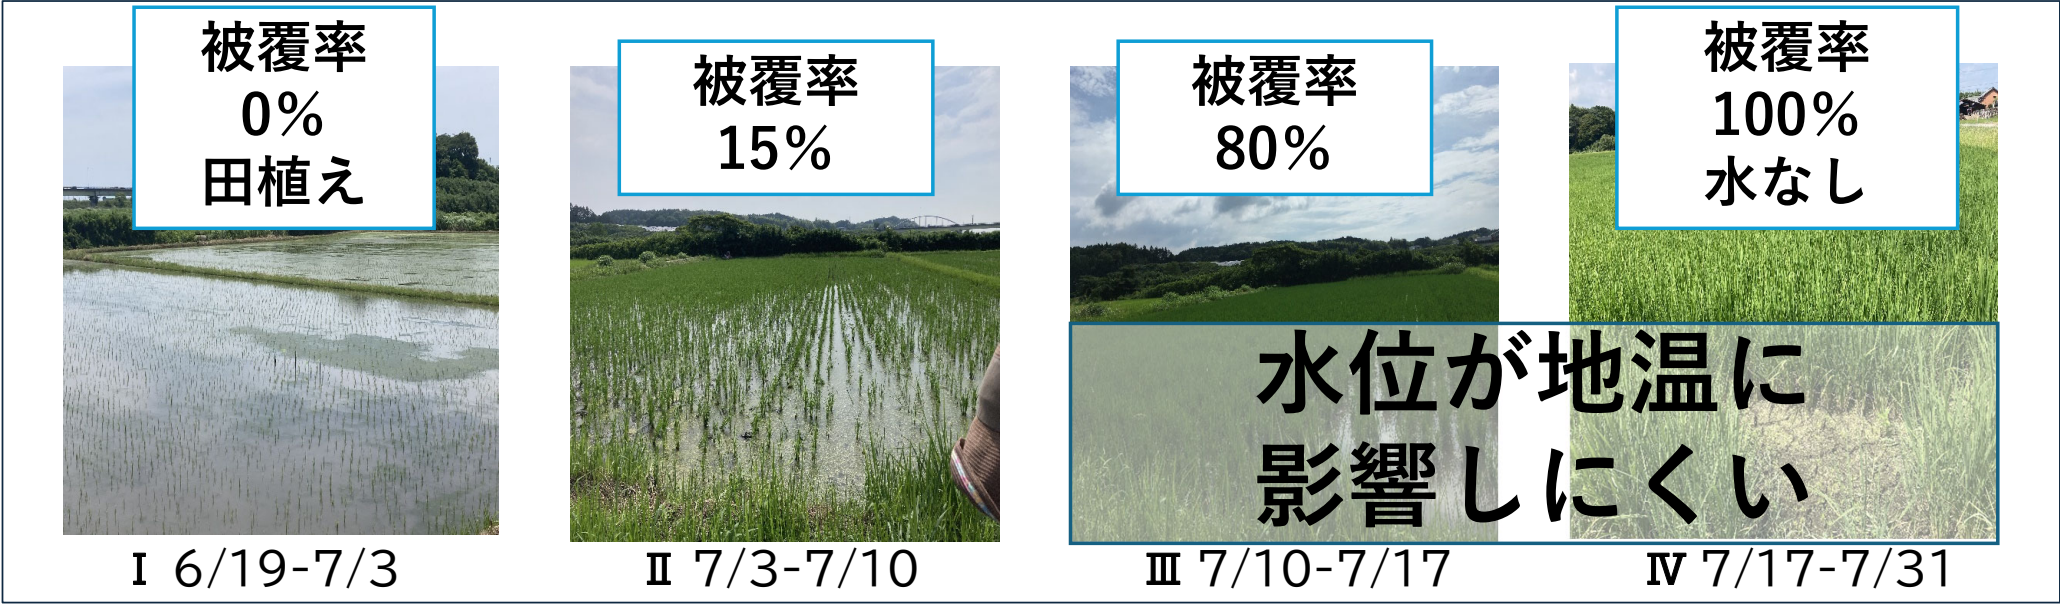 被覆率
0%
田植え
被覆率
15%
被覆率
80%
被覆率
100%
水なし
水位が地温に
影響しにくい
Ⅰ 6/19-7/3
Ⅱ 7/3-7/10
Ⅲ 7/10-7/17
Ⅳ 7/17-7/31